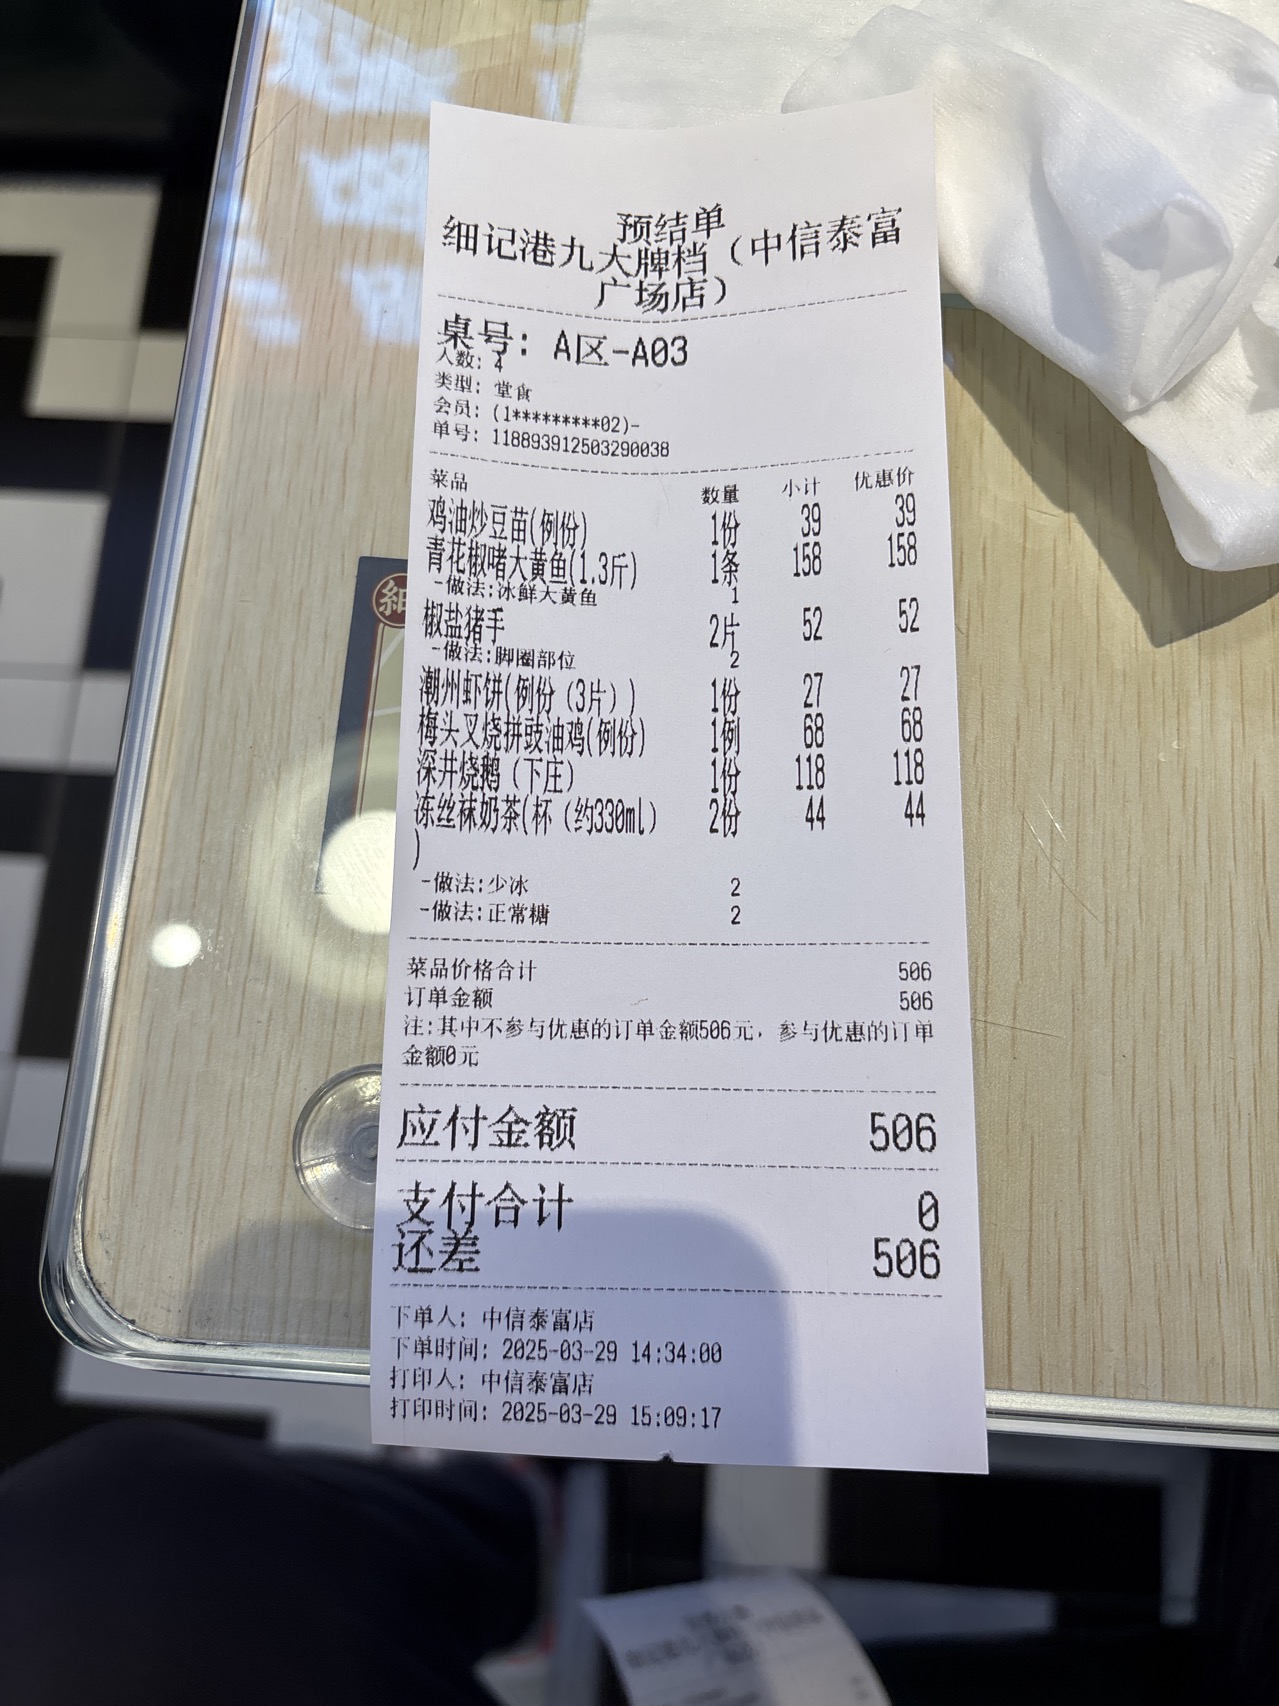 预结单
细记港九大牌档（中信泰富
广场店）
桌号: A区-A03
人数: 4
类型: 堂食
会员: (1*********02)-
单号: 118893912503290038
菜品 数量 小计 优惠价
鸡油炒豆苗(例份) 1份 39 39
青花椒啫大黄鱼(1.3斤) 1条 158 158
-做法:冰鲜大黄鱼 1
椒盐猪手 2片 52 52
-做法:脚圈部位 2
潮州虾饼(例份（3片）) 1份 27 27
梅头叉烧拼豉油鸡(例份) 1例 68 68
深井烧鹅（下庄） 1份 118 118
冻丝袜奶茶(杯（约330ml） 2份 44 44
)
-做法:少冰 2
-做法:正常糖 2
菜品价格合计 506
订单金额 506
注:其中不参与优惠的订单金额506元，参与优惠的订单
金额0元
应付金额 506
支付合计 0
还差 506
下单人: 中信泰富店
下单时间: 2025-03-29 14:34:00
打印人: 中信泰富店
打印时间: 2025-03-29 15:09:17
細